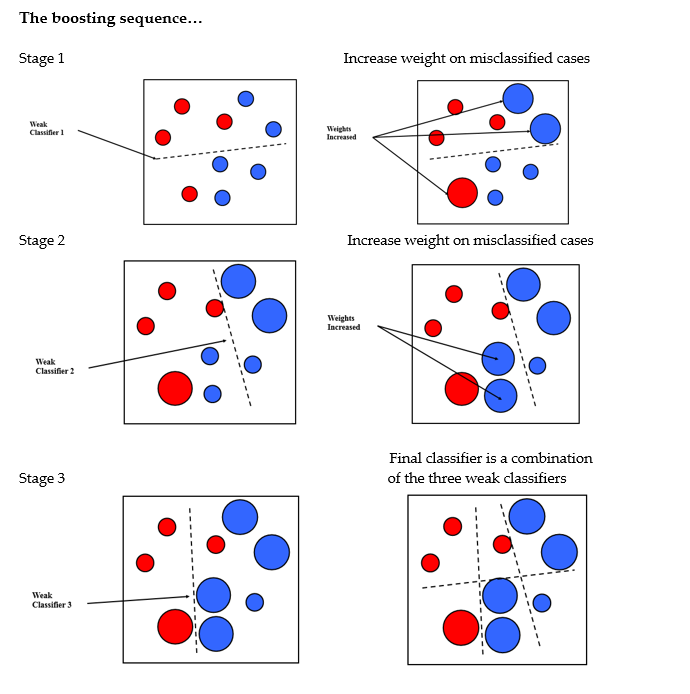 The boosting sequence…
Stage 1
Increase weight on misclassified cases
Weak
Classifier 1
Weights
Increased
Stage 2
Increase weight on misclassified cases
Weak
Classifier 2
Weights
Increased
Stage 3
Final classifier is a combination
of the three weak classifiers
Weak
Classifier 3